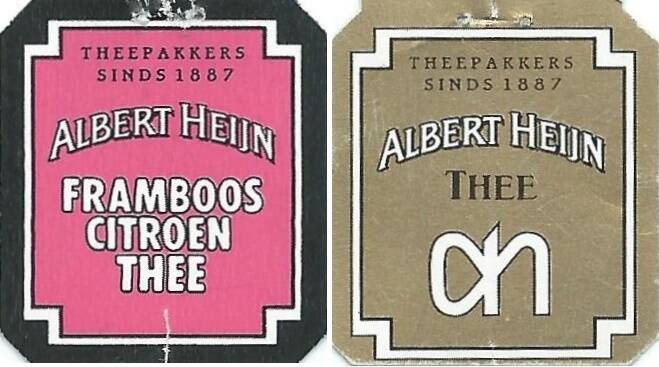 THEEPAKKERS
SINDS 1887
ALBERT HEIJN
FRAMBOOS
CITROEN
THEE
THEEPAKKERS
SINDS 1887
ALBERT HEIJN
THEE
ah